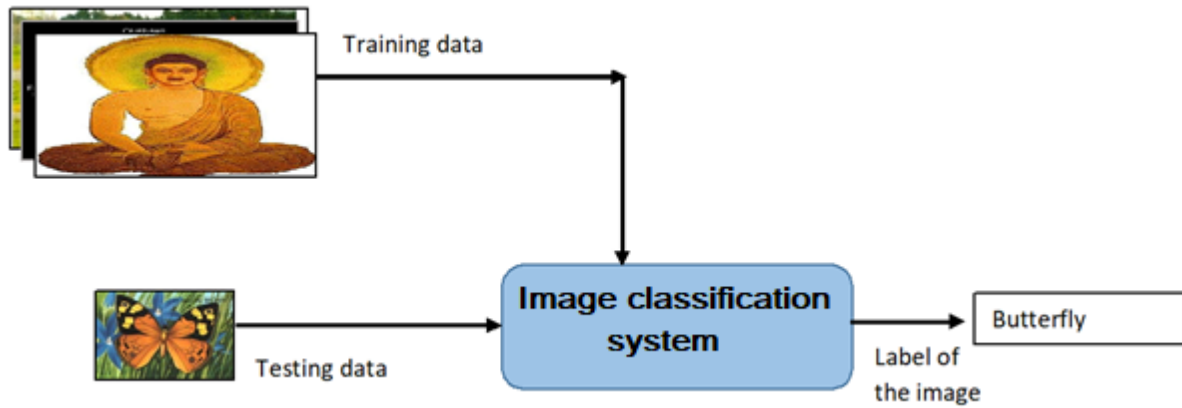 Training data
Image classification
system
Butterfly
Testing data
Label of
the image